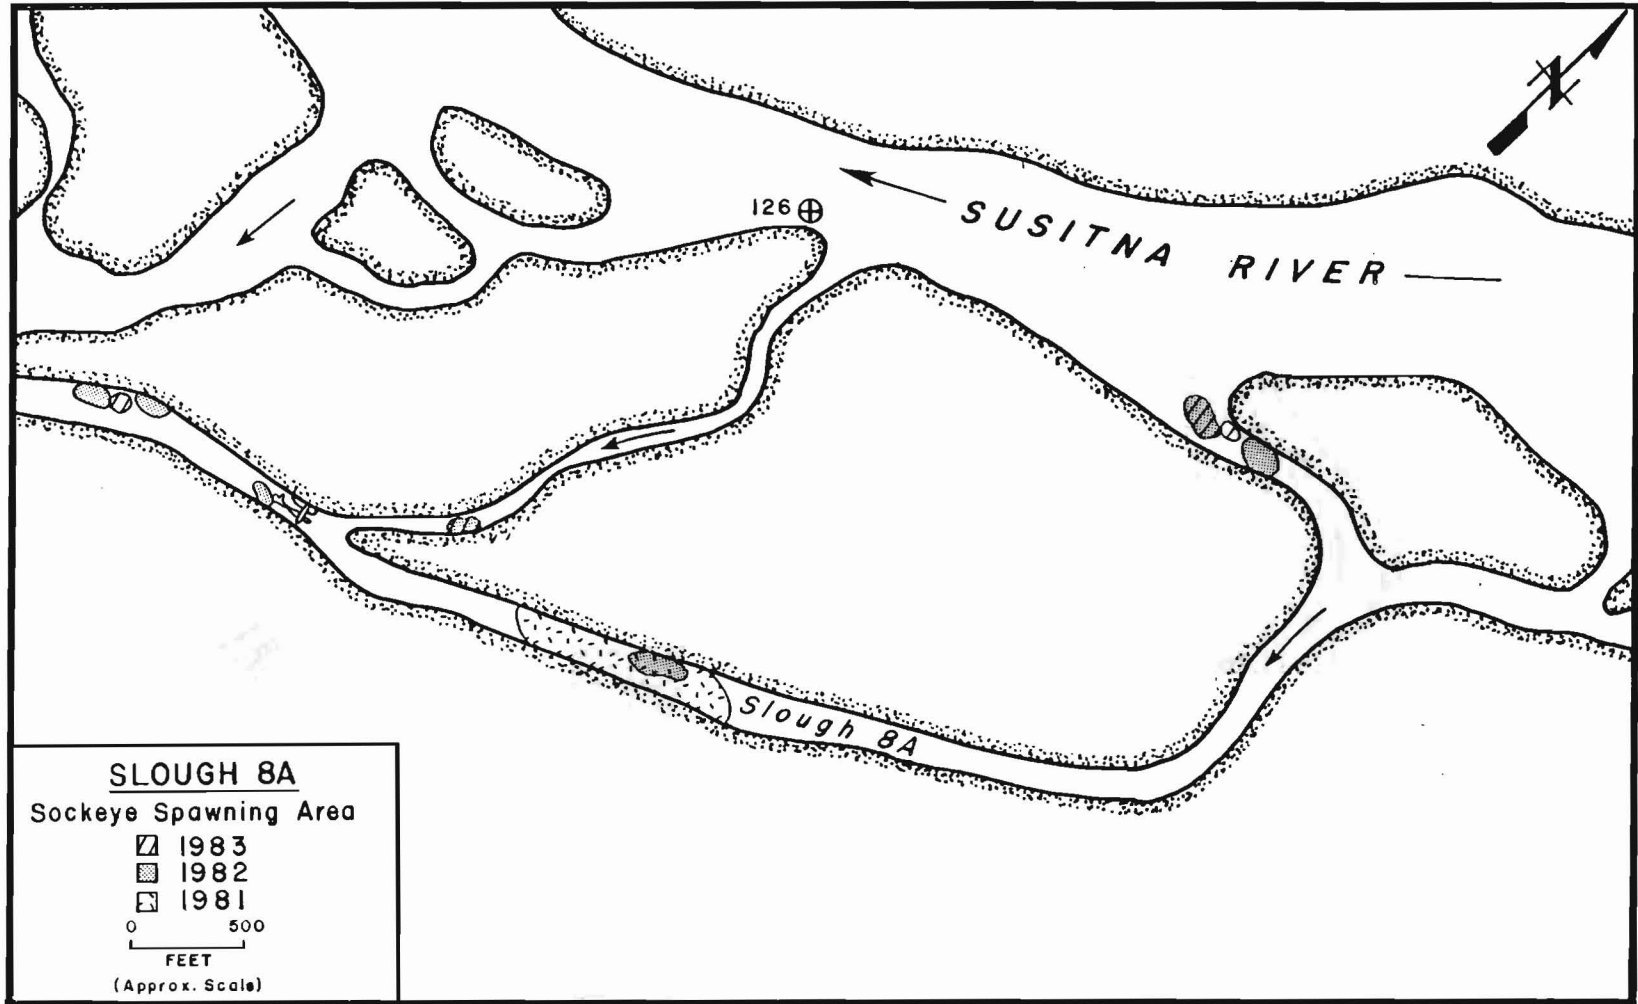 N
126
SUSITNA RIVER
Slough 8A
SLOUGH 8A
Sockeye Spawning Area
1983
1982
1981
0 500
FEET
(Approx. Scale)